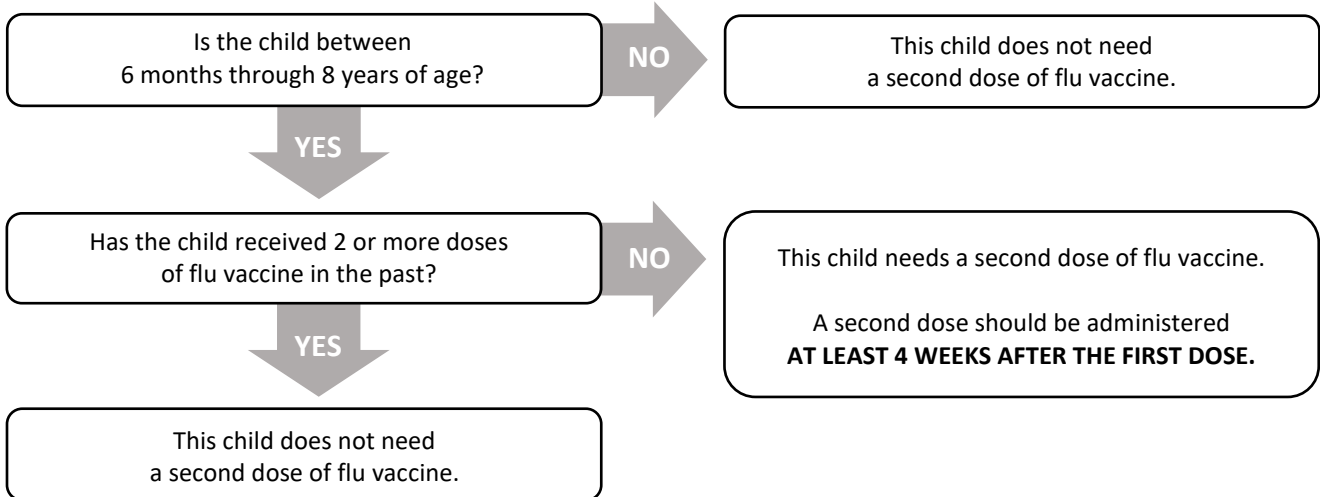 Is the child between
6 months through 8 years of age?
NO
This child does not need
a second dose of flu vaccine.
YES
Has the child received 2 or more doses
of flu vaccine in the past?
NO
This child needs a second dose of flu vaccine.
A second dose should be administered
AT LEAST 4 WEEKS AFTER THE FIRST DOSE.
YES
This child does not need
a second dose of flu vaccine.